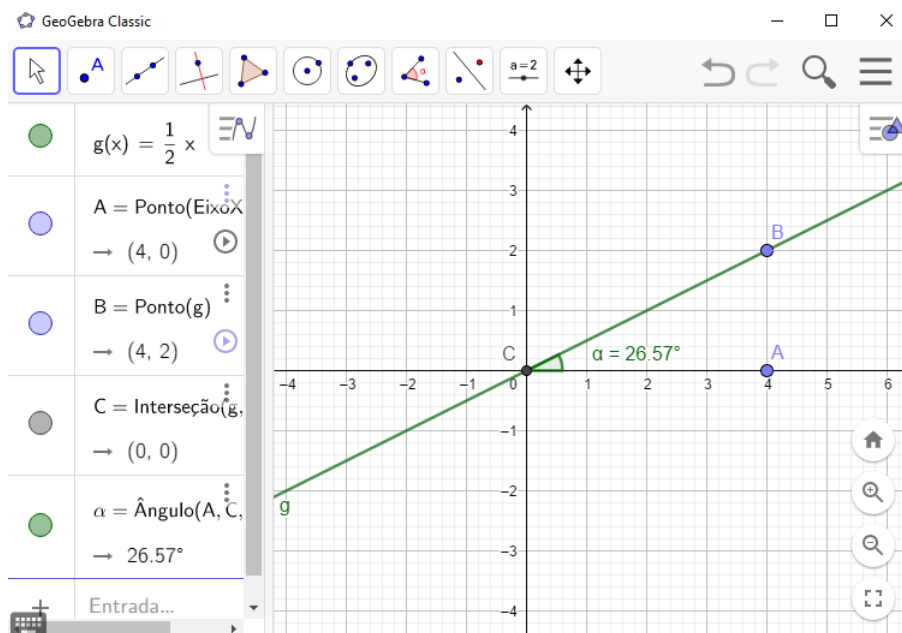 GeoGebra Classic
A
α
a=2
g(x) = 1/2 x
A = Ponto(EixoX
→ (4, 0)
B = Ponto(g)
→ (4, 2)
C = Interseção(g,
→ (0, 0)
α = Ângulo(A, C,
→ 26.57°
+ Entrada...
4
3
2
1
−4 −3 −2 −1 0 1 2 3 4 5 6
−1
−2
−3
−4
B
C
α = 26.57°
A
g